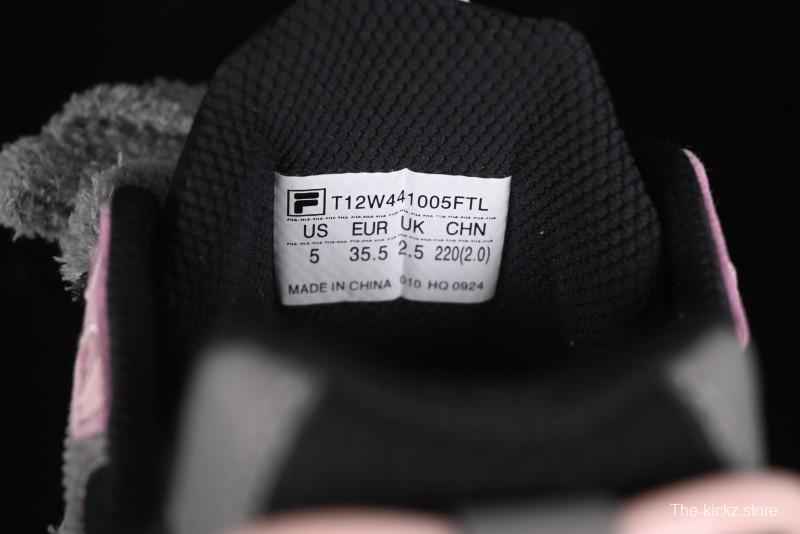 F T12W441005FTL
US EUR UK CHN
5 35.5 2.5 220(2.0)
MADE IN CHINA 010 HQ 0924
The-kickz.store